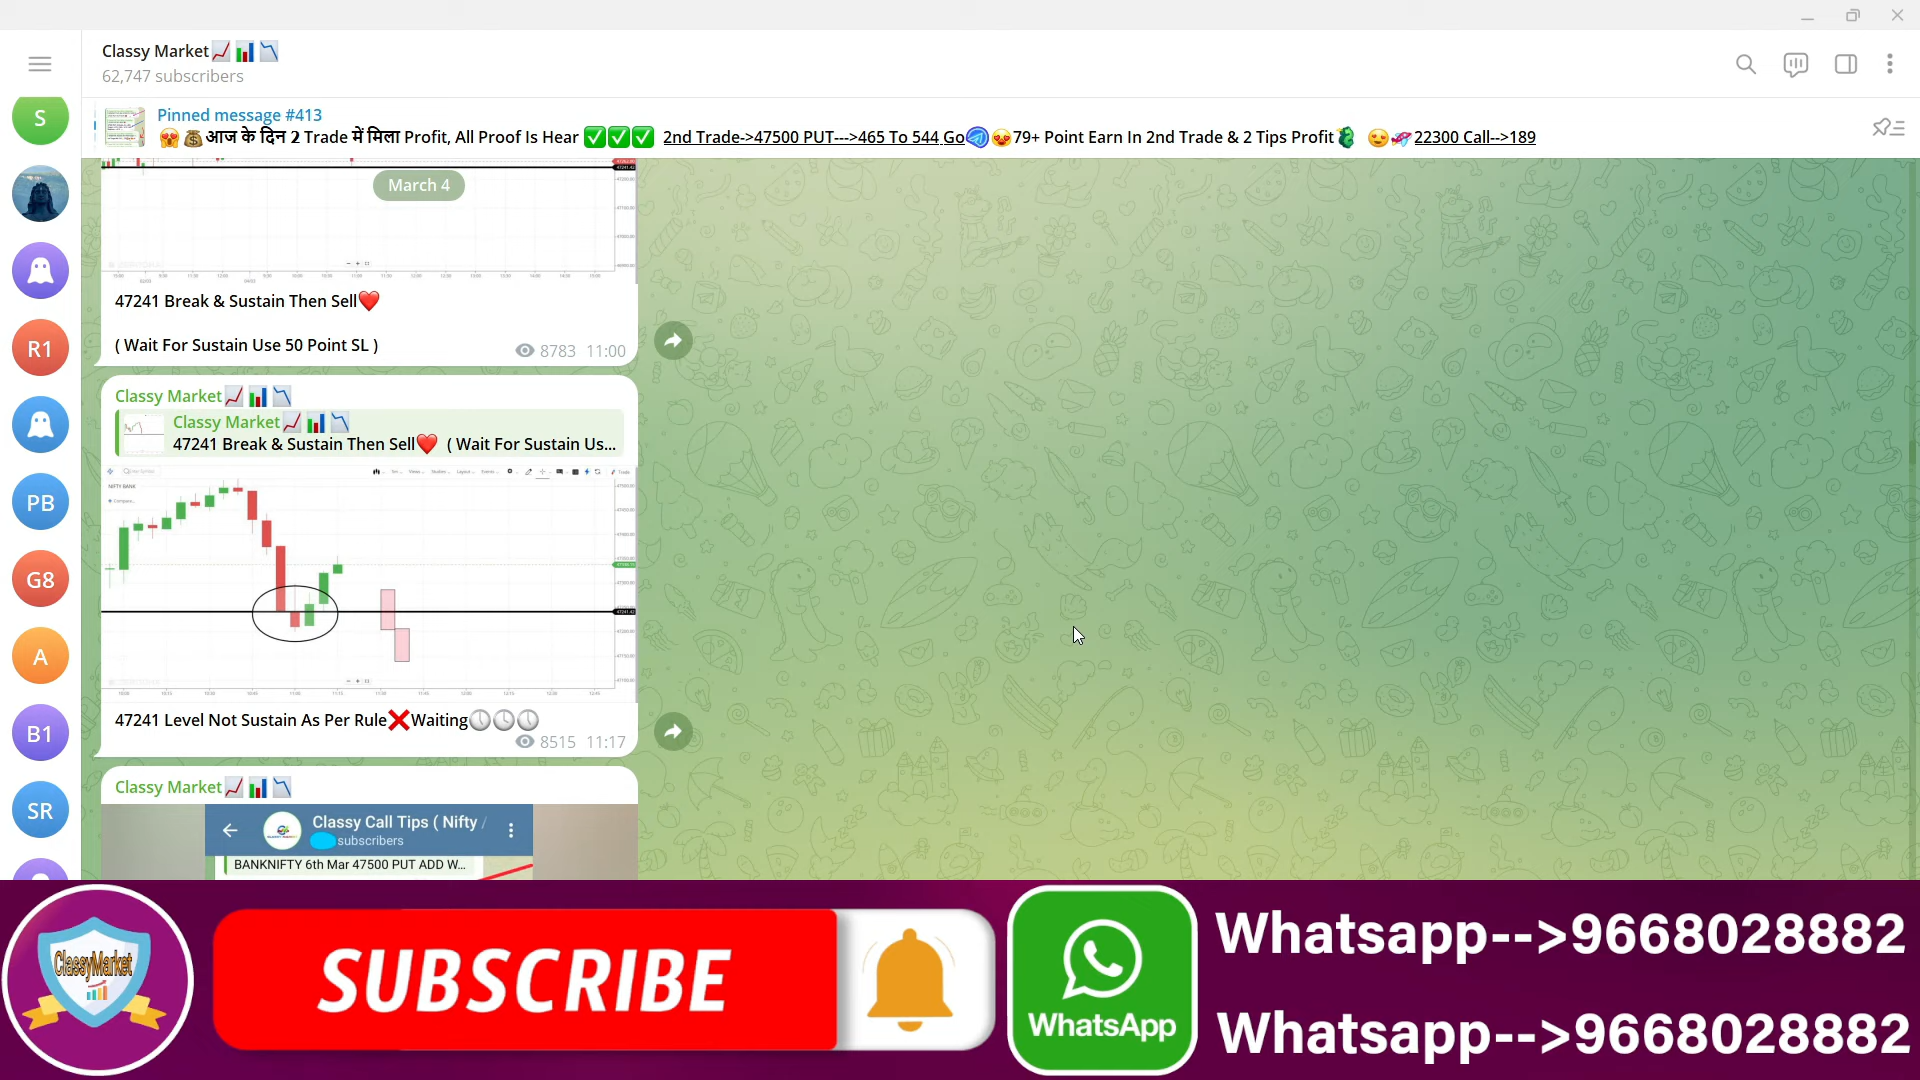 Classy Market📈📊📉
62,747 subscribers
Pinned message #413
😍💰आज के दिन 2 Trade में मिला Profit, All Proof Is Hear ✅✅✅ 2nd Trade->47500 PUT--->465 To 544 Go 😍79+ Point Earn In 2nd Trade & 2 Tips Profit 😍 22300 Call-->189
S
March 4
47241 Break & Sustain Then Sell❤️
( Wait For Sustain Use 50 Point SL )
8783 11:00
R1
Classy Market📈📊📉
Classy Market📈📊📉
47241 Break & Sustain Then Sell❤️ ( Wait For Sustain Us...
NIFTY BANK
PB
G8
A
47241 Level Not Sustain As Per Rule❌Waiting🕔🕔🕔
8515 11:17
B1
Classy Market📈📊📉
SR
Classy Call Tips ( Nifty /
subscribers
BANKNIFTY 6th Mar 47500 PUT ADD W...
ClassyMarket
SUBSCRIBE
WhatsApp
Whatsapp-->9668028882
Whatsapp-->9668028882